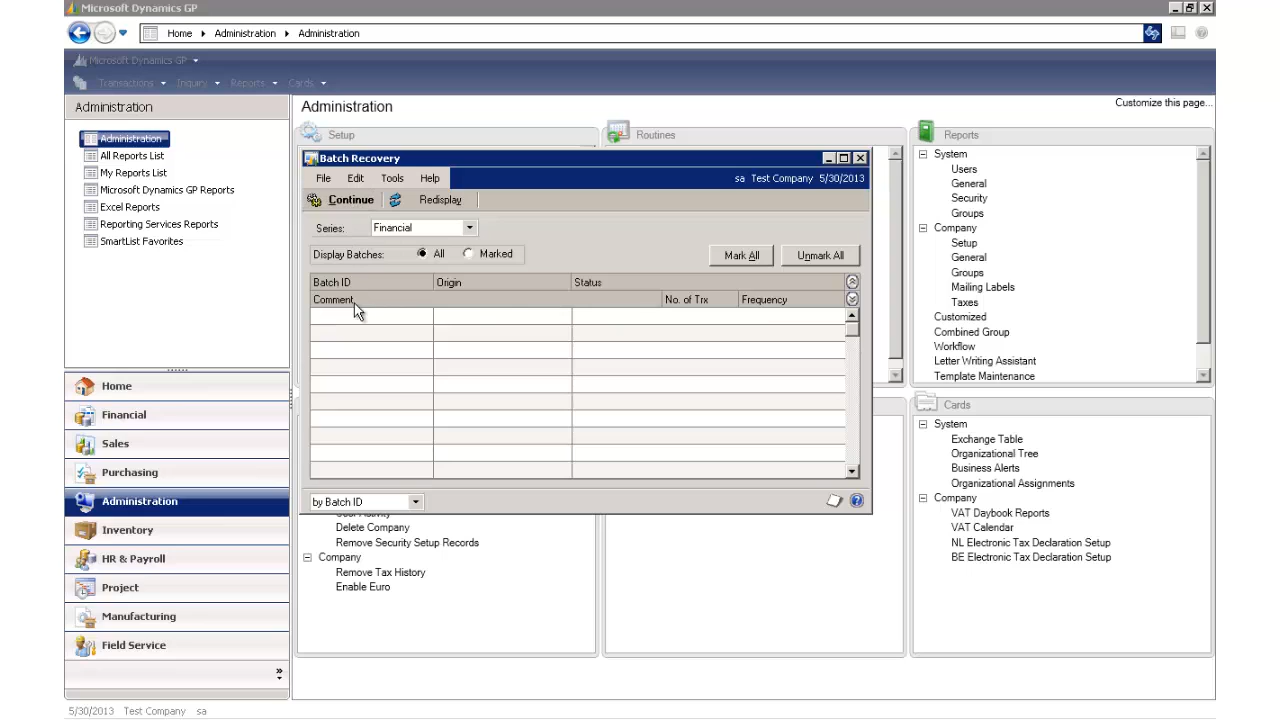 Microsoft Dynamics GP
Home Administration Administration
Microsoft Dynamics GP
Transactions Inquiry Reports Cards
Administration
Administration
All Reports List
My Reports List
Microsoft Dynamics GP Reports
Excel Reports
Reporting Services Reports
SmartList Favorites
Home
Financial
Sales
Purchasing
Administration
Inventory
HR & Payroll
Project
Manufacturing
Field Service
Administration
Customize this page...
Setup
Routines
Batch Recovery
File Edit Tools Help
sa Test Company 5/30/2013
Continue Redisplay
Series: Financial
Display Batches: All Marked
Mark All Unmark All
Batch ID Origin Status
Comment No. of Trx Frequency
by Batch ID
Delete Company
Remove Security Setup Records
Company
Remove Tax History
Enable Euro
Reports
System
Users
General
Security
Groups
Company
Setup
General
Groups
Mailing Labels
Taxes
Customized
Combined Group
Workflow
Letter Writing Assistant
Template Maintenance
Cards
System
Exchange Table
Organizational Tree
Business Alerts
Organizational Assignments
Company
VAT Daybook Reports
VAT Calendar
NL Electronic Tax Declaration Setup
BE Electronic Tax Declaration Setup
5/30/2013 Test Company sa